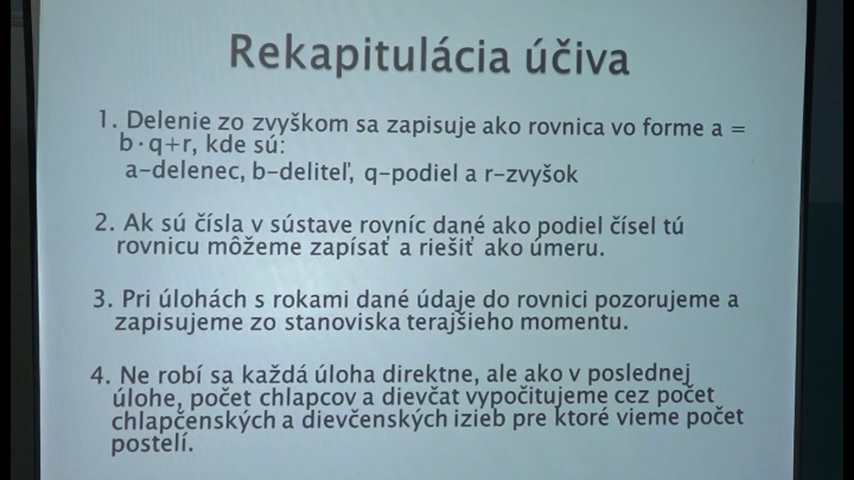 Rekapitulácia účiva
1. Delenie zo zvyškom sa zapisuje ako rovnica vo forme a =
b·q+r, kde sú:
a-delenec, b-deliteľ, q-podiel a r-zvyšok
2. Ak sú čísla v sústave rovníc dané ako podiel čísel tú
rovnicu môžeme zapísať a riešiť ako úmeru.
3. Pri úlohách s rokami dané údaje do rovnici pozorujeme a
zapisujeme zo stanoviska terajšieho momentu.
4. Ne robí sa každá úloha direktne, ale ako v poslednej
úlohe, počet chlapcov a dievčat vypočitujeme cez počet
chlapčenských a dievčenských izieb pre ktoré vieme počet
postelí.